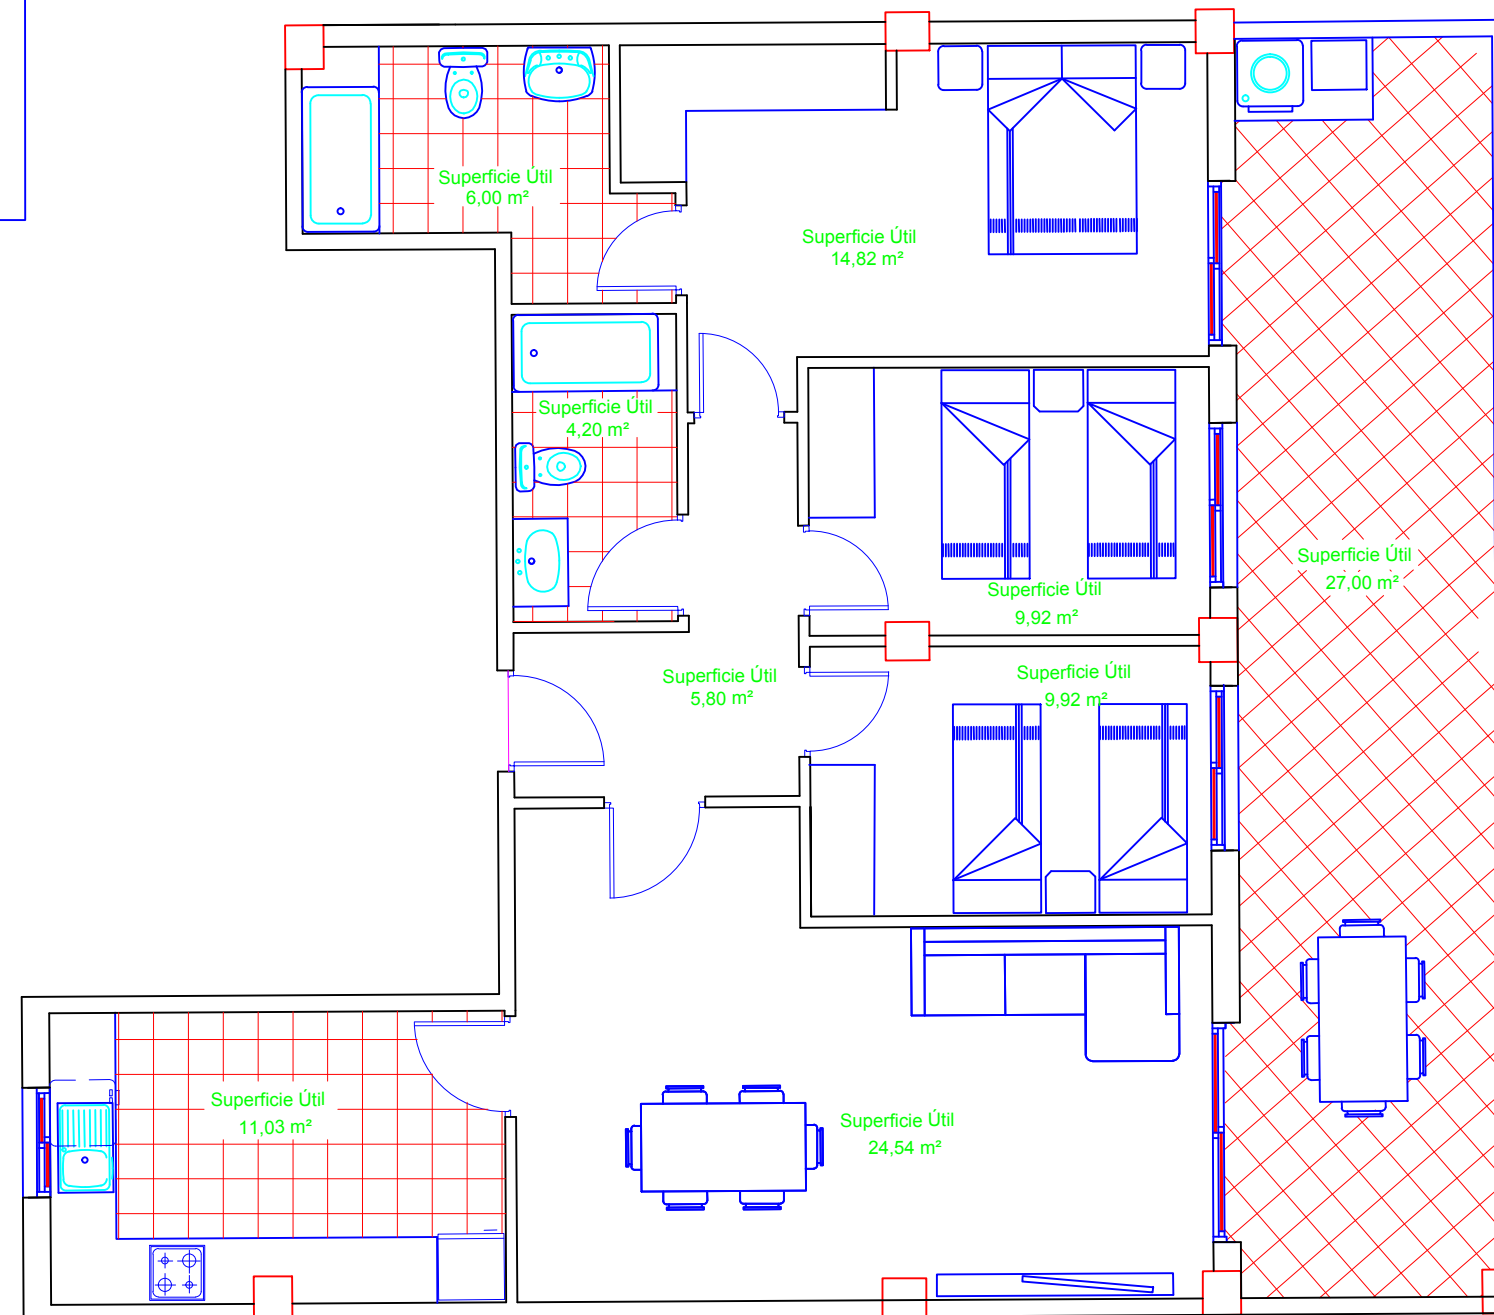 Superficie Útil
6,00 m²
Superficie Útil
14,82 m²
Superficie Útil
4,20 m²
Superficie Útil
9,92 m²
Superficie Útil
27,00 m²
Superficie Útil
5,80 m²
Superficie Útil
9,92 m²
Superficie Útil
11,03 m²
Superficie Útil
24,54 m²